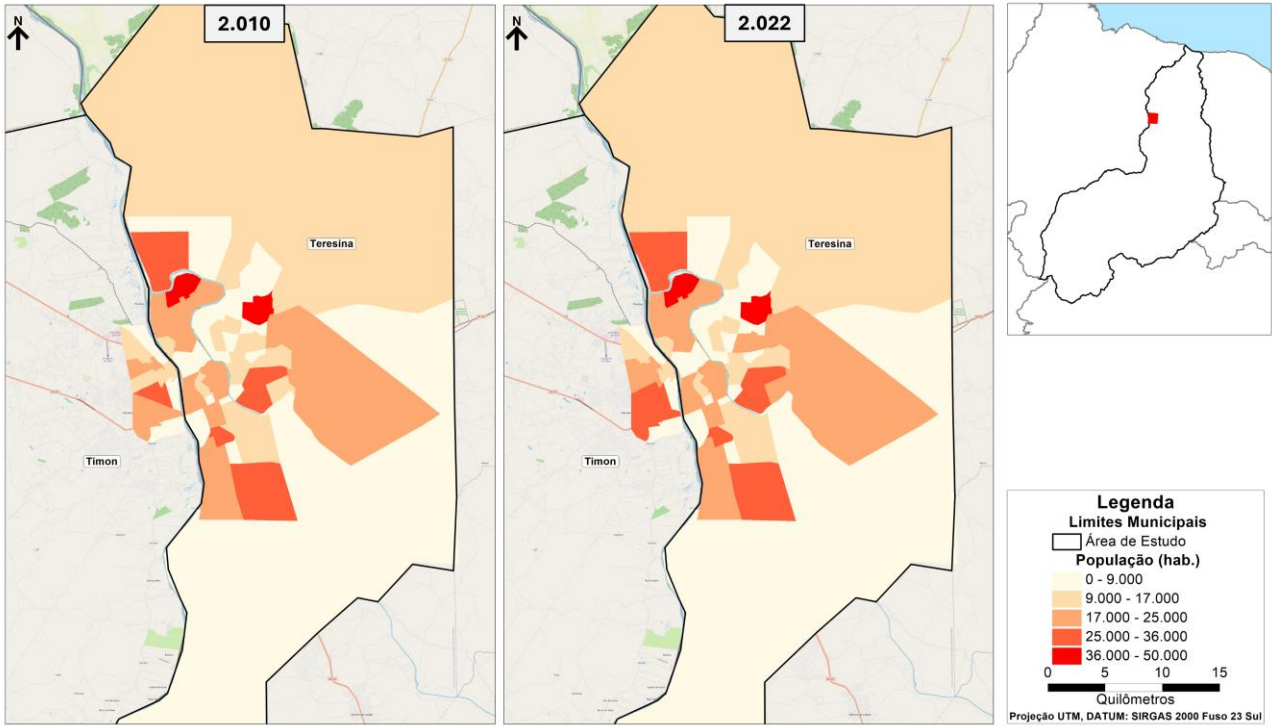 N
2.010
Teresina
Timon
N
2.022
Teresina
Timon
Legenda
Limites Municipais
Área de Estudo
População (hab.)
0 - 9.000
9.000 - 17.000
17.000 - 25.000
25.000 - 36.000
36.000 - 50.000
0 5 10 15
Quilômetros
Projeção UTM, DATUM: SIRGAS 2000 Fuso 23 Sul